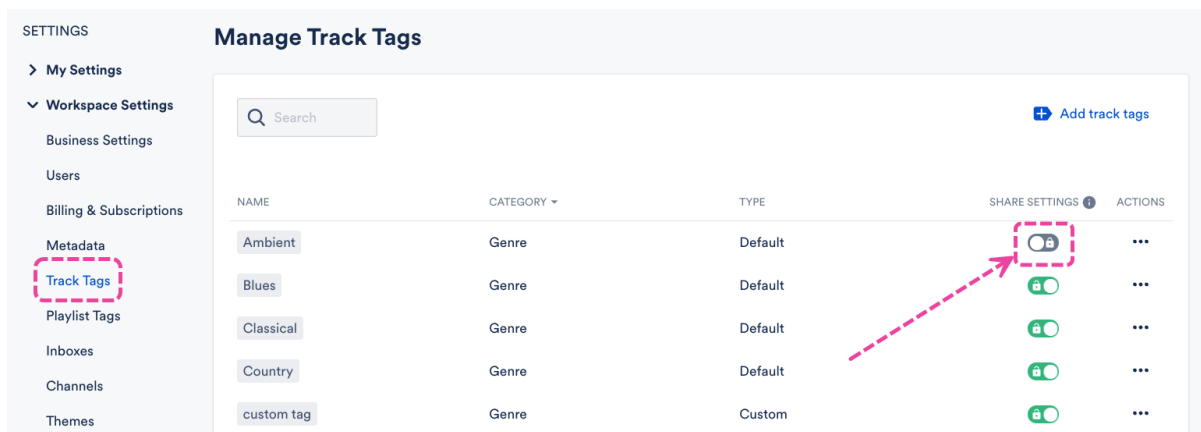 SETTINGS
Manage Track Tags
My Settings
Workspace Settings
Business Settings
Users
Billing & Subscriptions
Metadata
Track Tags
Playlist Tags
Inboxes
Channels
Themes
Search
Add track tags
NAME CATEGORY TYPE SHARE SETTINGS ACTIONS
Ambient Genre Default
Blues Genre Default
Classical Genre Default
Country Genre Default
custom tag Genre Custom